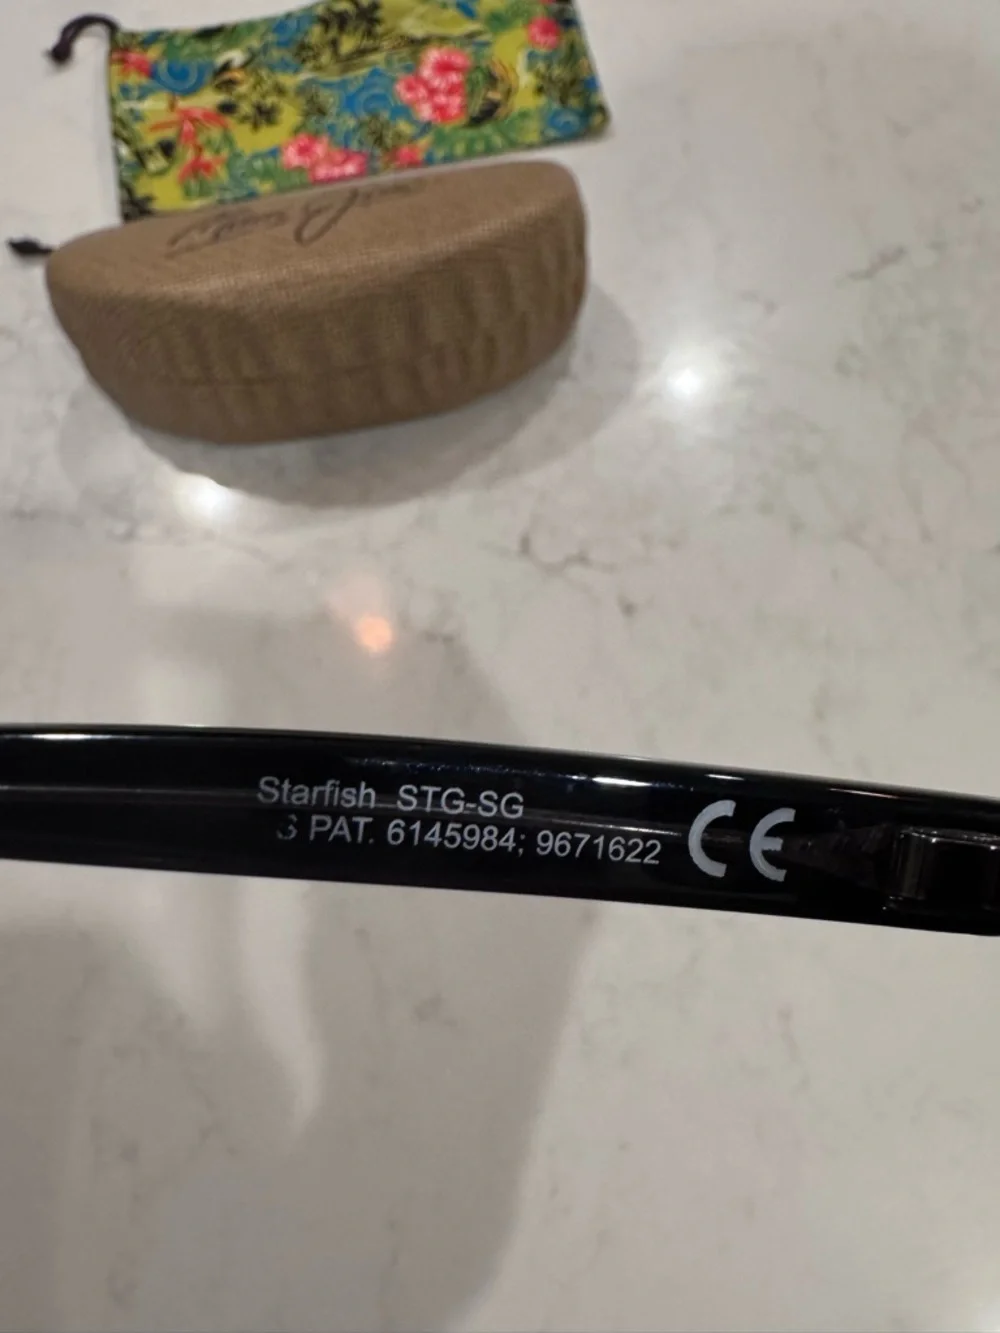 Starfish STG-SG
S PAT. 6145984; 9671622
CE